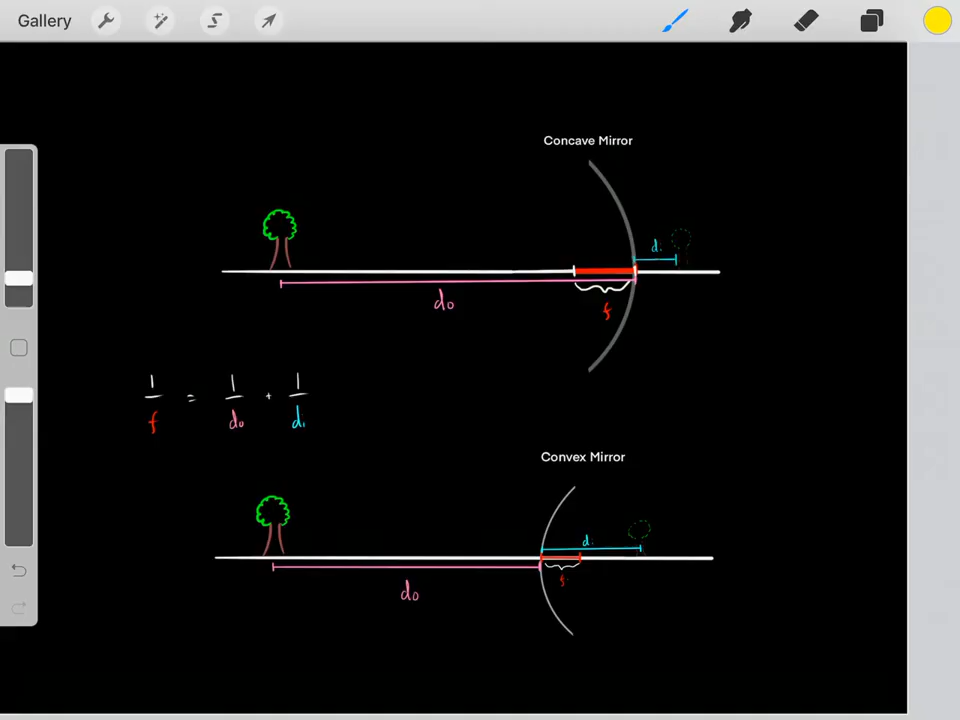 Gallery
Concave Mirror
di
do
f
1/f = 1/do + 1/di
Convex Mirror
di
f
do